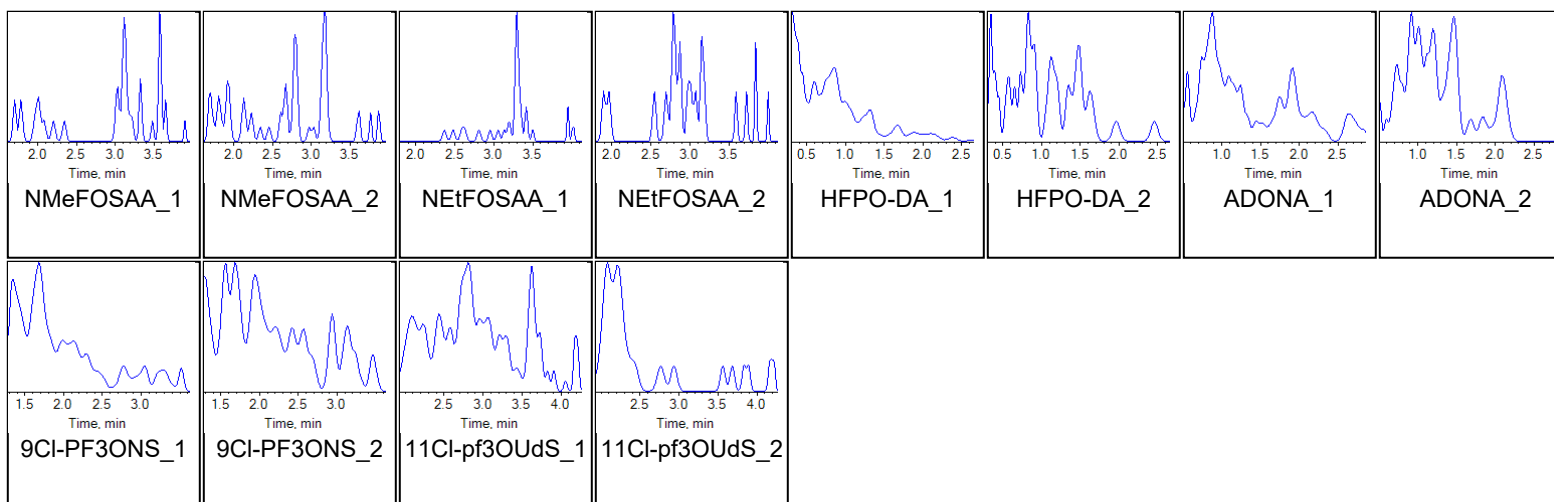 2.0 2.5 3.0 3.5
Time, min
NMeFOSAA_1
2.0 2.5 3.0 3.5
Time, min
NMeFOSAA_2
2.0 2.5 3.0 3.5
Time, min
NEtFOSAA_1
2.0 2.5 3.0 3.5
Time, min
NEtFOSAA_2
0.5 1.0 1.5 2.0 2.5
Time, min
HFPO-DA_1
0.5 1.0 1.5 2.0 2.5
Time, min
HFPO-DA_2
1.0 1.5 2.0 2.5
Time, min
ADONA_1
1.0 1.5 2.0 2.5
Time, min
ADONA_2
1.5 2.0 2.5 3.0
Time, min
9Cl-PF3ONS_1
1.5 2.0 2.5 3.0
Time, min
9Cl-PF3ONS_2
2.5 3.0 3.5 4.0
Time, min
11Cl-pf3OUdS_1
2.5 3.0 3.5 4.0
Time, min
11Cl-pf3OUdS_2